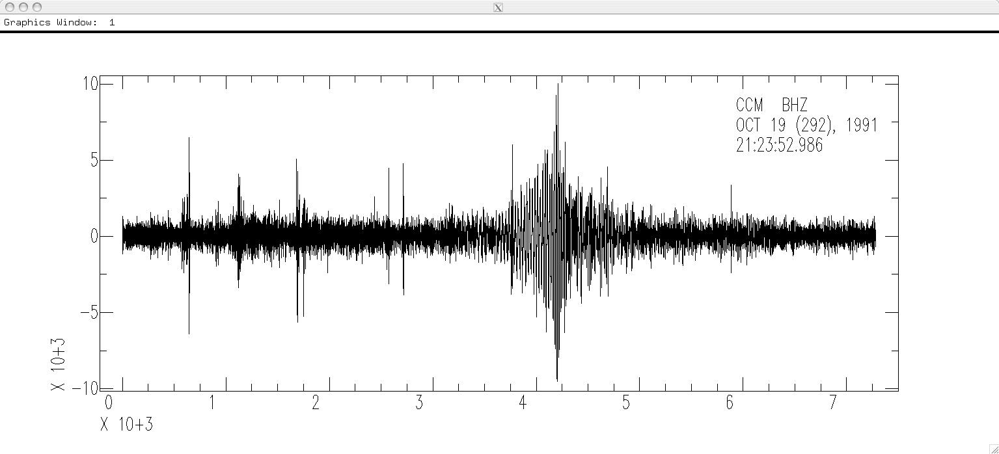 X
Graphics Window: 1
10
5
0
-5
-10
X 10+3
CCM BHZ
OCT 19 (292), 1991
21:23:52.986
0 1 2 3 4 5 6 7
X 10+3